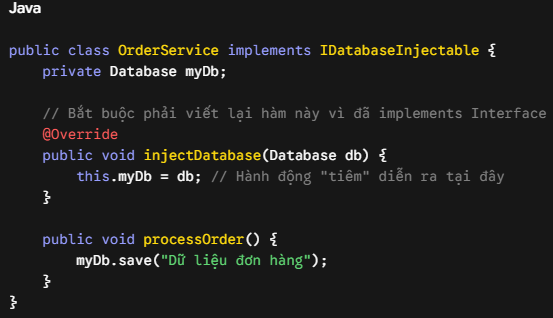 Java
public class OrderService implements IDatabaseInjectable {
    private Database myDb;
    // Bắt buộc phải viết lại hàm này vì đã implements Interface
    @Override
    public void injectDatabase(Database db) {
        this.myDb = db; // Hành động "tiêm" diễn ra tại đây
    }
    public void processOrder() {
        myDb.save("Dữ liệu đơn hàng");
    }
}